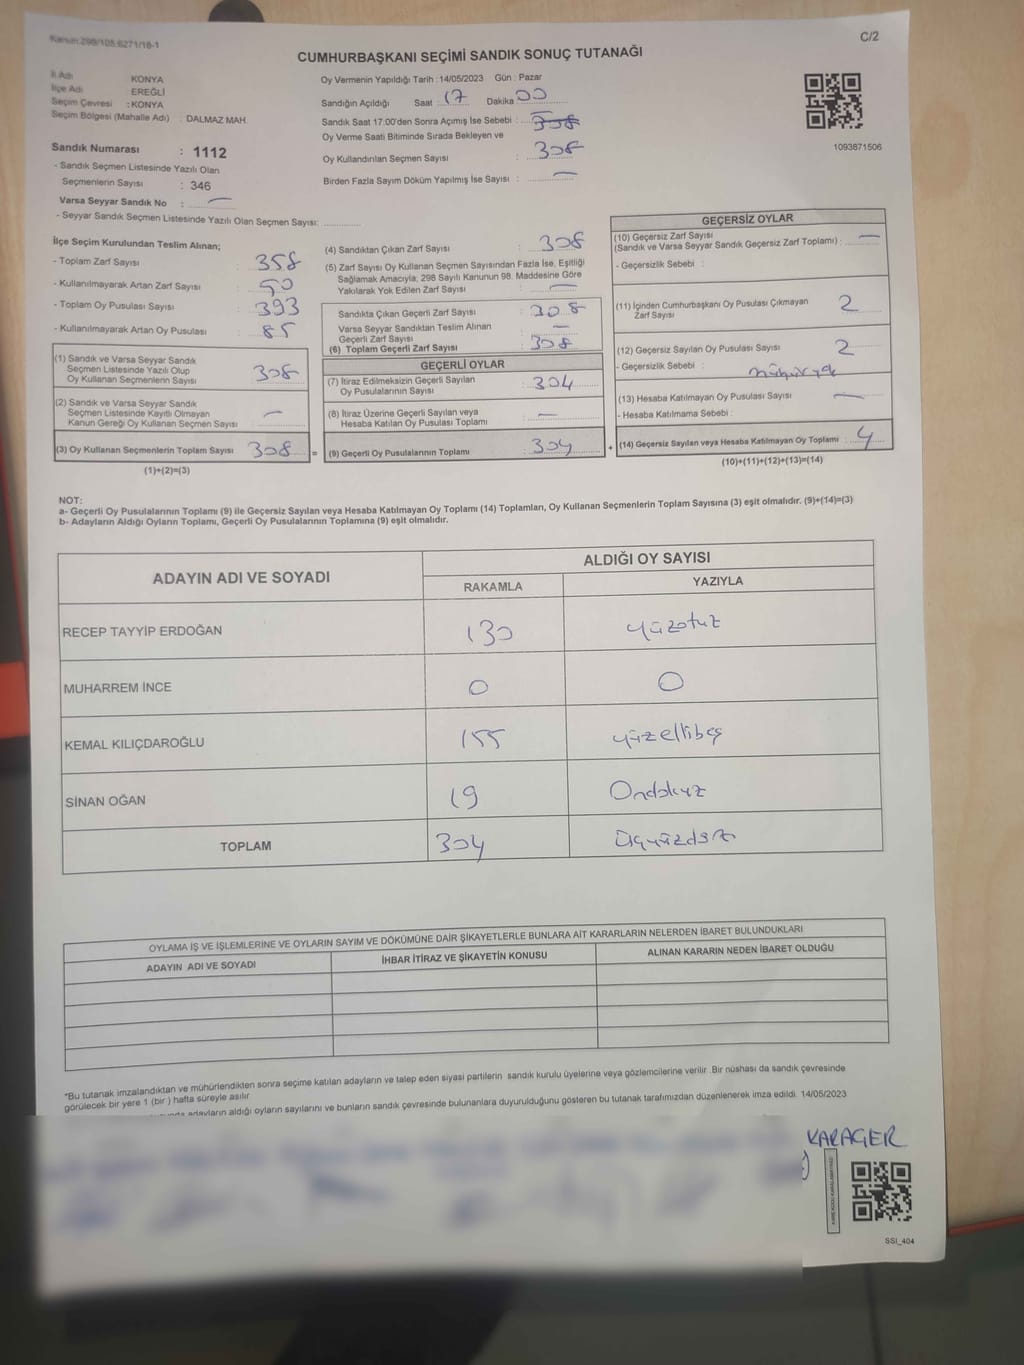 Kanun:298/105:6271/18-1
C/2
CUMHURBAŞKANI SEÇİMİ SANDIK SONUÇ TUTANAĞI
İl Adı KONYA
İlçe Adı EREĞLİ
Seçim Çevresi : KONYA
Seçim Bölgesi (Mahalle Adı) : DALMAZ MAH.
Sandık Numarası : 1112
- Sandık Seçmen Listesinde Yazılı Olan
Seçmenlerin Sayısı : 346
Varsa Seyyar Sandık No : —
- Seyyar Sandık Seçmen Listesinde Yazılı Olan Seçmen Sayısı:
Oy Vermenin Yapıldığı Tarih : 14/05/2023 Gün : Pazar
Sandığın Açıldığı Saat : 17 Dakika 00
Sandık Saat 17:00'den Sonra Açımış İse Sebebi : 308
Oy Verme Saati Bitiminde Sırada Bekleyen ve
Oy Kullandırılan Seçmen Sayısı : 308
Birden Fazla Sayım Döküm Yapılmış İse Sayısı : —
1093871506
İlçe Seçim Kurulundan Teslim Alınan;
- Toplam Zarf Sayısı : 358
- Kullanılmayarak Artan Zarf Sayısı : 50
- Toplam Oy Pusulası Sayısı : 393
- Kullanılmayarak Artan Oy Pusulası : 85
(1) Sandık ve Varsa Seyyar Sandık
Seçmen Listesinde Yazılı Olup
Oy Kullanan Seçmenlerin Sayısı 308
(2) Sandık ve Varsa Seyyar Sandık
Seçmen Listesinde Kayıtlı Olmayan
Kanun Gereği Oy Kullanan Seçmen Sayısı —
(3) Oy Kullanan Seçmenlerin Toplam Sayısı 308 =
(1)+(2)=(3)
(4) Sandıktan Çıkan Zarf Sayısı : 308
(5) Zarf Sayısı Oy Kullanan Seçmen Sayısından Fazla İse, Eşitliği
Sağlamak Amacıyla; 298 Sayılı Kanunun 98. Maddesine Göre
Yakılarak Yok Edilen Zarf Sayısı : —
Sandıkta Çıkan Geçerli Zarf Sayısı : 308
Varsa Seyyar Sandıktan Teslim Alınan
Geçerli Zarf Sayısı : —
(6) Toplam Geçerli Zarf Sayısı : 308
GEÇERLİ OYLAR
(7) İtiraz Edilmeksizin Geçerli Sayılan
Oy Pusulalarının Sayısı : 304
(8) İtiraz Üzerine Geçerli Sayılan veya
Hesaba Katılan Oy Pusulası Toplamı : —
(9) Geçerli Oy Pusulalarının Toplamı : 304 +
GEÇERSİZ OYLAR
(10) Geçersiz Zarf Sayısı
(Sandık ve Varsa Seyyar Sandık Geçersiz Zarf Toplamı) : —
- Geçersizlik Sebebi :
(11) İçinden Cumhurbaşkanı Oy Pusulası Çıkmayan
Zarf Sayısı 2
(12) Geçersiz Sayılan Oy Pusulası Sayısı 2
- Geçersizlik Sebebi :
(13) Hesaba Katılmayan Oy Pusulası Sayısı —
- Hesaba Katılmama Sebebi :
(14) Geçersiz Sayılan veya Hesaba Katılmayan Oy Toplamı : 4
(10)+(11)+(12)+(13)=(14)
NOT:
a- Geçerli Oy Pusulalarının Toplamı (9) ile Geçersiz Sayılan veya Hesaba Katılmayan Oy Toplamı (14) Toplamları, Oy Kullanan Seçmenlerin Toplam Sayısına (3) eşit olmalıdır. (9)+(14)=(3)
b- Adayların Aldığı Oyların Toplamı, Geçerli Oy Pusulalarının Toplamına (9) eşit olmalıdır.
ADAYIN ADI VE SOYADI ALDIĞI OY SAYISI
RAKAMLA YAZIYLA
RECEP TAYYİP ERDOĞAN 130 yüzotuz
MUHARREM İNCE 0 0
KEMAL KILIÇDAROĞLU 155 yüzellibeş
SİNAN OĞAN 19 Ondokuz
TOPLAM 304 üçyüzdört
OYLAMA İŞ VE İŞLEMLERİNE VE OYLARIN SAYIM VE DÖKÜMÜNE DAİR ŞİKAYETLERLE BUNLARA AİT KARARLARIN NELERDEN İBARET BULUNDUKLARI
ADAYIN ADI VE SOYADI İHBAR İTİRAZ VE ŞİKAYETİN KONUSU ALINAN KARARIN NEDEN İBARET OLDUĞU
*Bu tutanak imzalandıktan ve mühürlendikten sonra seçime katılan adayların ve talep eden siyasi partilerin sandık kurulu üyelerine veya gözlemcilerine verilir .Bir nüshası da sandık çevresinde
görülecek bir yere 1 (bir ) hafta süreyle asılır.
adayların aldığı oyların sayılarını ve bunların sandık çevresinde bulunanlara duyurulduğunu gösteren bu tutanak tarafımızdan düzenlenerek imza edildi. 14/05/2023
KARAGER
SSI_404